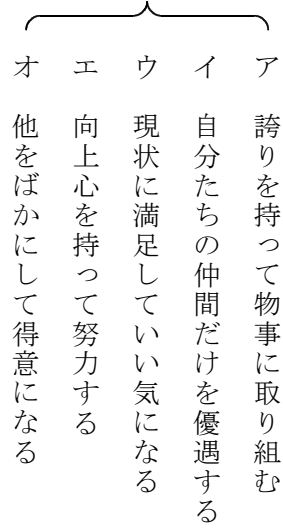 ア　誇りを持って物事に取り組む
イ　自分たちの仲間だけを優遇する
ウ　現状に満足していい気になる
エ　向上心を持って努力する
オ　他をばかにして得意になる